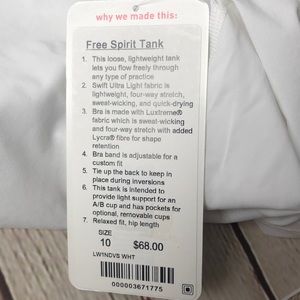 why we made this:
Free Spirit Tank
1. This loose, lightweight tank
lets you flow freely through
any type of practice
2. Swift Ultra Light fabric is
lightweight, four-way stretch,
sweat-wicking, and quick-drying
3. Bra is made with Luxtreme®
fabric which is sweat-wicking
and four-way stretch with added
Lycra® fibre for shape
retention
4. Bra band is adjustable for a
custom fit
5. Tie up the back to keep in
place during inversions
6. This tank is intended to
provide light support for an
A/B cup and has pockets for
optional, removable cups
7. Relaxed fit, hip length
SIZE
10 $68.00
LW1NDVS WHT
000003671775